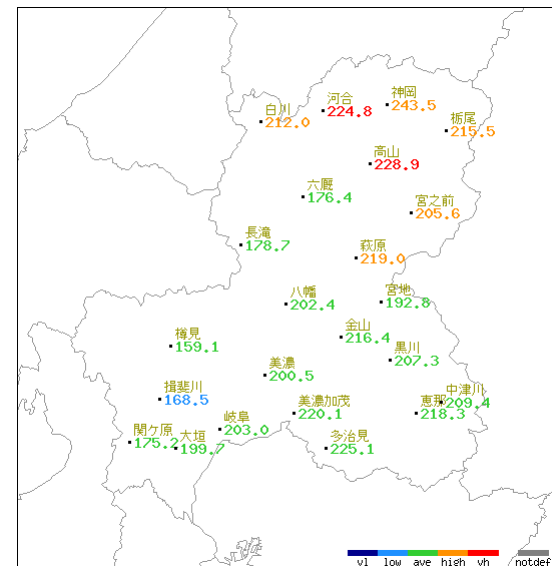 神岡
243.5
河合
224.8
白川
212.0
栃尾
215.5
高山
228.9
六厩
176.4
宮之前
205.6
長滝
178.7
萩原
219.0
宮地
192.8
八幡
202.4
金山
216.4
樽見
159.1
黒川
207.3
美濃
200.5
揖斐川
168.5
中津川
209.4
恵那
218.3
美濃加茂
220.1
岐阜
203.0
関ケ原
175.2
大垣
199.7
多治見
225.1
vl low ave high vh notdef